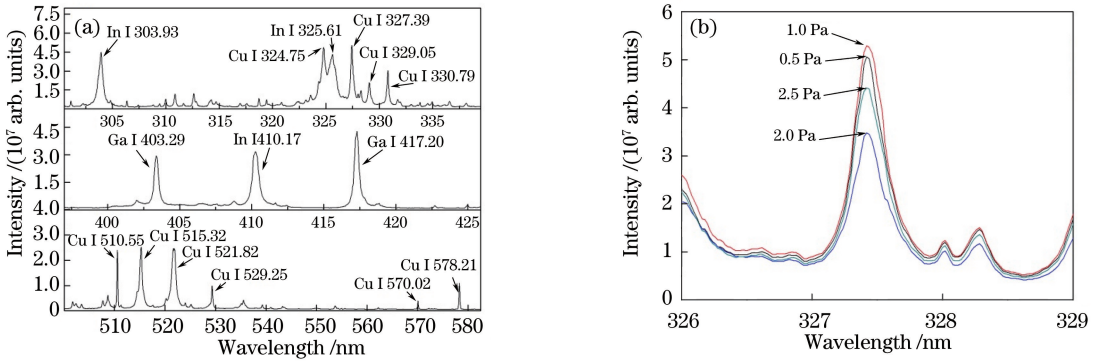 (a)
Intensity /(10⁷ arb. units)
7.5
6.0
4.5
3.0
1.5
In I 303.93
Cu I 324.75
In I 325.61
Cu I 327.39
Cu I 329.05
Cu I 330.79
305 310 315 320 325 330 335
4.5
3.0
1.5
4.0
Ga I 403.29
In I410.17
Ga I 417.20
400 405 410 415 420 425
3.0
2.0
1.0
0
Cu I 510.55
Cu I 515.32
Cu I 521.82
Cu I 529.25
Cu I 570.02
Cu I 578.21
510 520 530 540 550 560 570 580
Wavelength /nm
(b)
Intensity /(10⁷ arb. units)
6
5
4
3
2
1
0
1.0 Pa
0.5 Pa
2.5 Pa
2.0 Pa
326 327 328 329
Wavelength /nm